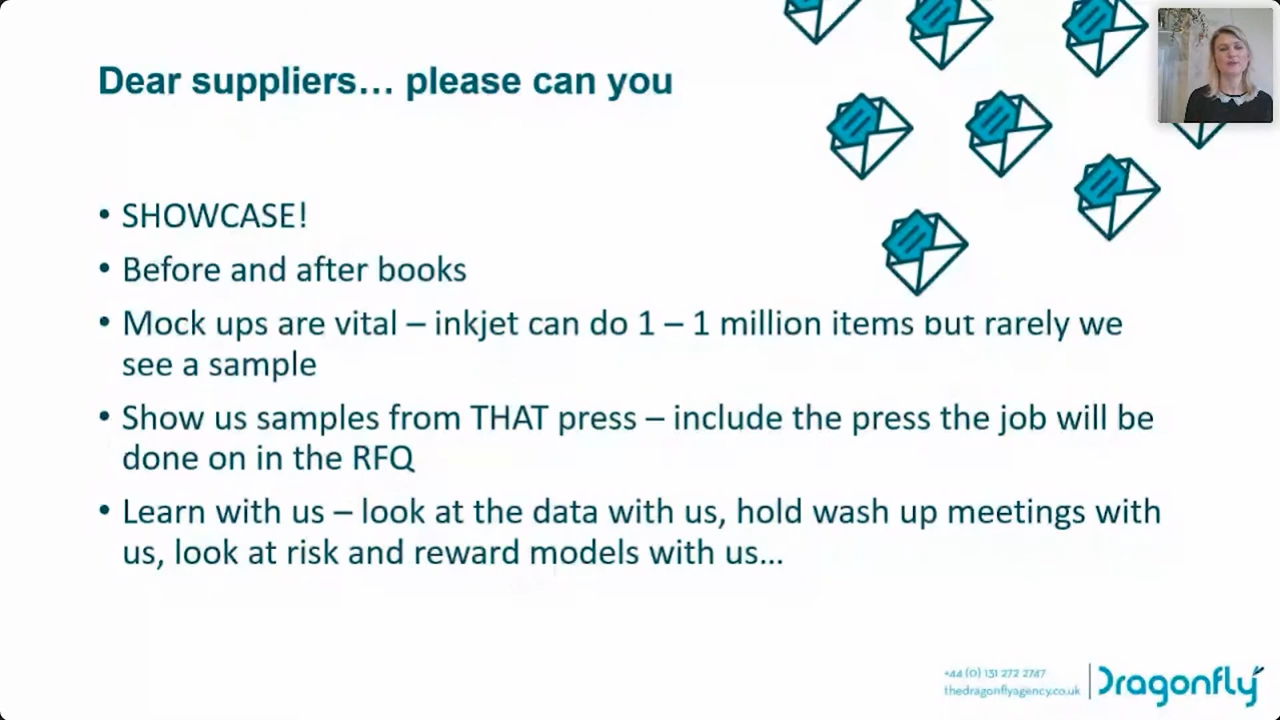 Dear suppliers... please can you
• SHOWCASE!
• Before and after books
• Mock ups are vital – inkjet can do 1 – 1 million items but rarely we
see a sample
• Show us samples from THAT press – include the press the job will be
done on in the RFQ
• Learn with us – look at the data with us, hold wash up meetings with
us, look at risk and reward models with us...
+44 (0) 131 272 2747
thedragonflyagency.co.uk
Dragonfly